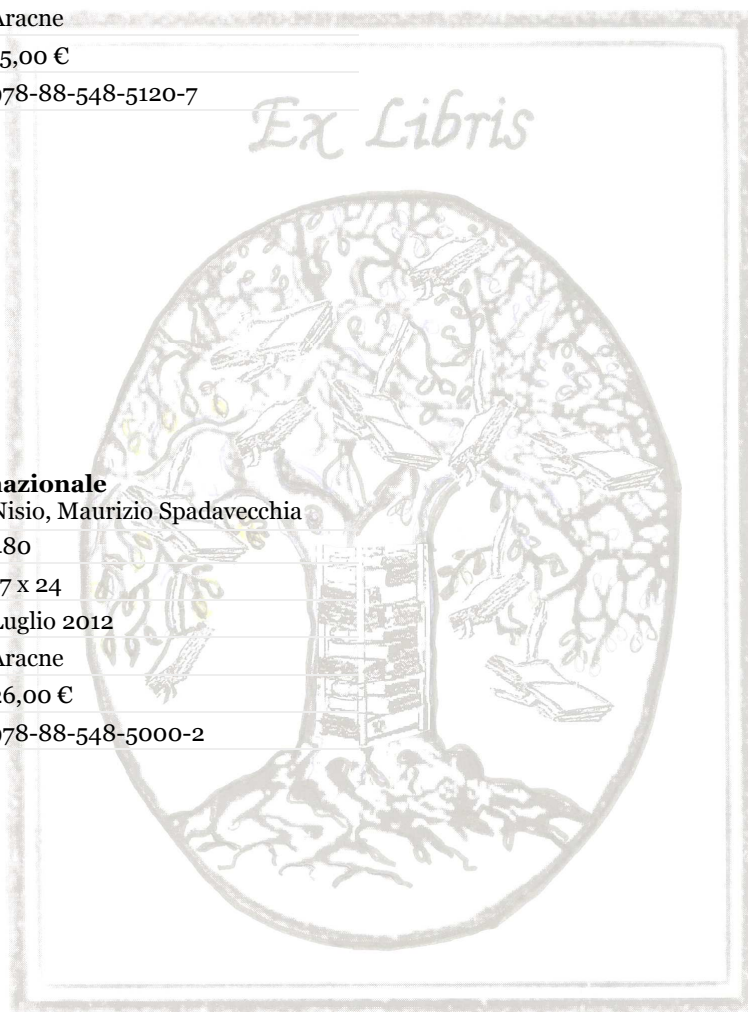 Aracne
5,00 €
978-88-548-5120-7
Ex Libris
nazionale
Nisio, Maurizio Spadavecchia
480
7 x 24
Luglio 2012
Aracne
26,00 €
978-88-548-5000-2